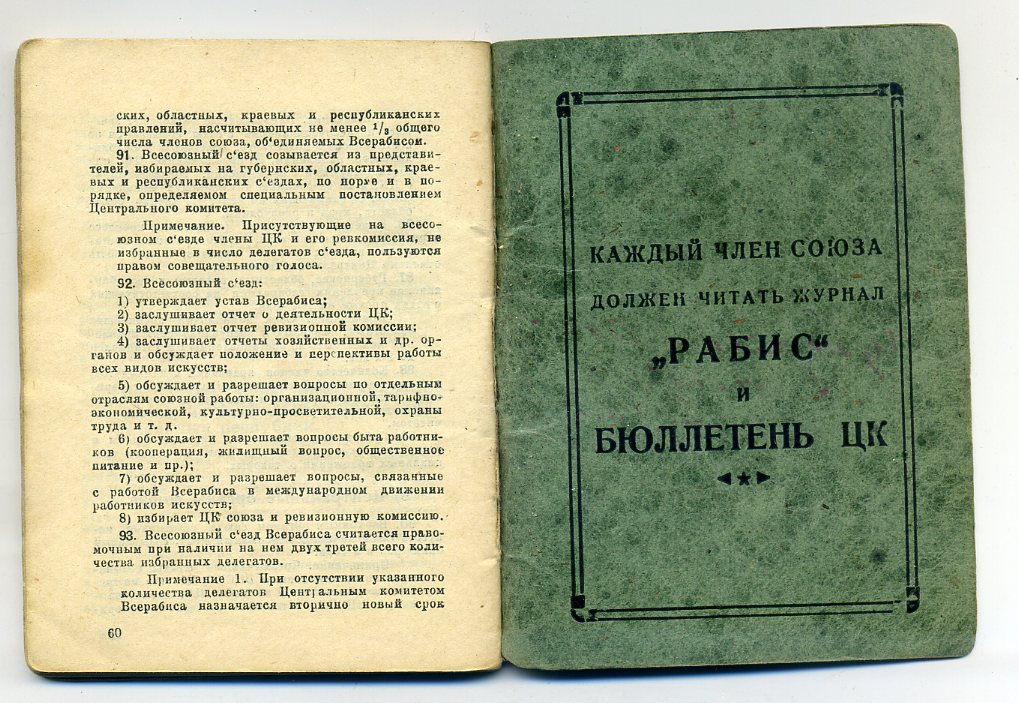 ских, областных, краевых и республиканских
правлений, насчитывающих не менее 1/3 общего
числа членов союза, об‘единяемых Всерабисом.
91. Всесоюзный с‘езд созывается из представи-
телей, избираемых на губернских, областных, крае-
вых и республиканских с‘ездах, по норме и в по-
рядке, определяемом специальным постановлением
Центрального комитета.
Примечание. Присутствующие на всесо-
юзном с‘езде члены ЦК и его ревкомиссия, не
избранные в число делегатов с‘езда, пользуются
правом совещательного голоса.
92. Всесоюзный с‘езд:
1) утверждает устав Всерабиса;
2) заслушивает отчет о деятельности ЦК;
3) заслушивает отчет ревизионной комиссии;
4) заслушивает отчеты хозяйственных и др. ор-
ганов и обсуждает положение и перспективы работы
всех видов искусств;
5) обсуждает и разрешает вопросы по отдельным
отраслям союзной работы: организационной, тарифно-
экономической, культурно-просветительной, охраны
труда и т. д.
6) обсуждает и разрешает вопросы быта работни-
ков (кооперация, жилищный вопрос, общественное
питание и пр.);
7) обсуждает и разрешает вопросы, связанные
с работой Всерабиса в международном движении
работников искусств;
8) избирает ЦК союза и ревизионную комиссию.
93. Всесоюзный с‘езд Всерабиса считается право-
мочным при наличии на нем двух третей всего коли-
чества избранных делегатов.
Примечание 1. При отсутствии указанного
количества делегатов Центральным комитетом
Всерабиса назначается вторично новый срок
60
КАЖДЫЙ ЧЛЕН СОЮЗА
ДОЛЖЕН ЧИТАТЬ ЖУРНАЛ
„РАБИС“
и
БЮЛЛЕТЕНЬ ЦК